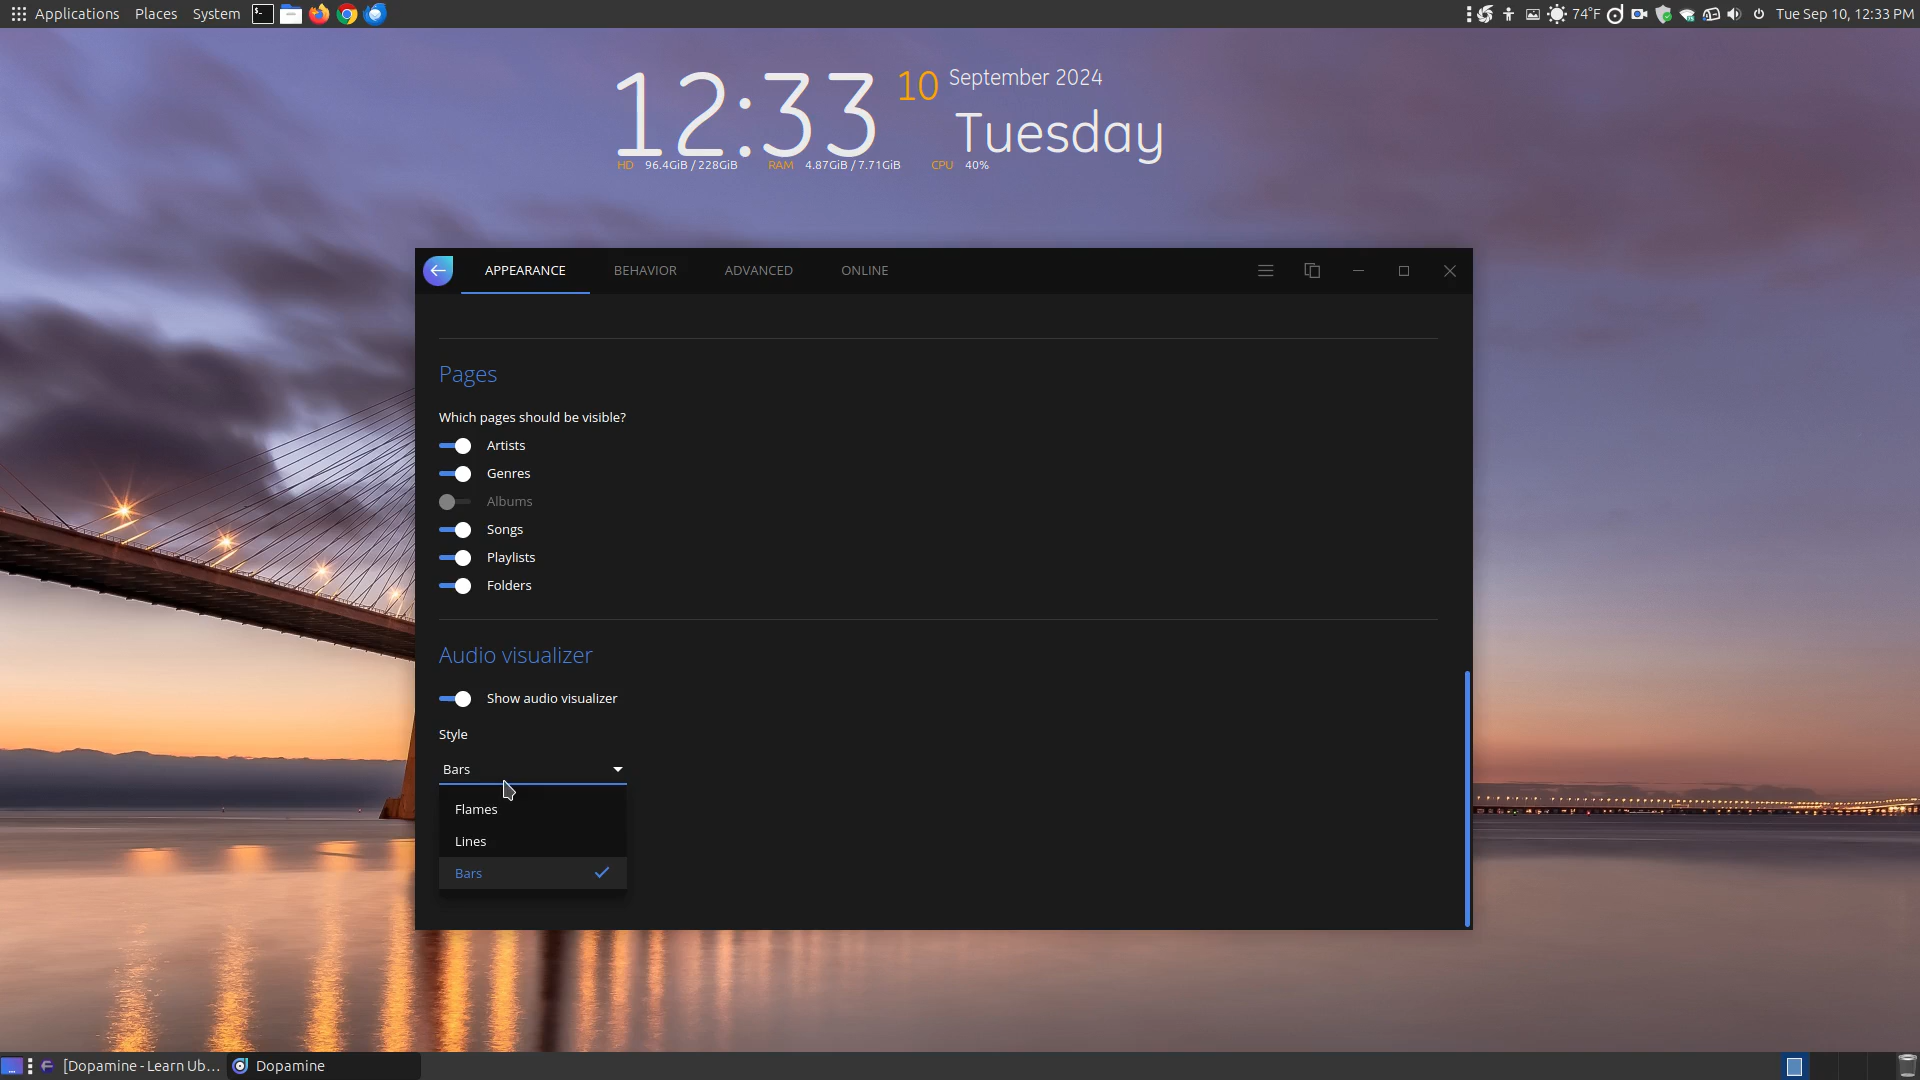 Applications Places System
74°F Tue Sep 10, 12:33 PM
12:33 10 September 2024
Tuesday
HD 96.4GiB / 228GiB RAM 4.87GiB / 7.71GiB CPU 40%
APPEARANCE BEHAVIOR ADVANCED ONLINE
Pages
Which pages should be visible?
Artists
Genres
Albums
Songs
Playlists
Folders
Audio visualizer
Show audio visualizer
Style
Bars
Flames
Lines
Bars
[Dopamine - Learn Ub... Dopamine